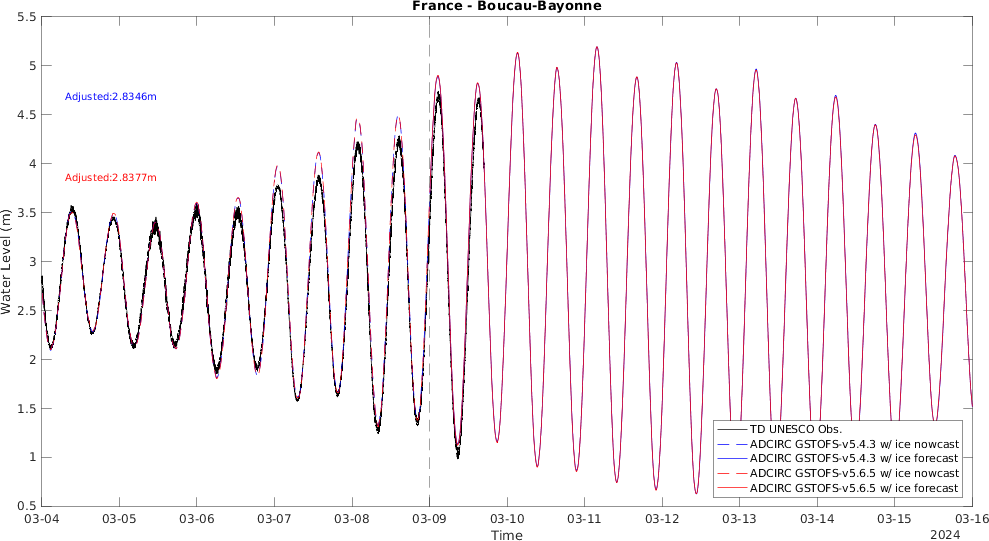 France - Boucau-Bayonne
5.5
5
4.5
4
3.5
3
2.5
2
1.5
1
0.5
Water Level (m)
Adjusted:2.8346m
Adjusted:2.8377m
TD UNESCO Obs.
ADCIRC GSTOFS-v5.4.3 w/ ice nowcast
ADCIRC GSTOFS-v5.4.3 w/ ice forecast
ADCIRC GSTOFS-v5.6.5 w/ ice nowcast
ADCIRC GSTOFS-v5.6.5 w/ ice forecast
03-04 03-05 03-06 03-07 03-08 03-09 03-10 03-11 03-12 03-13 03-14 03-15 03-16
Time
2024